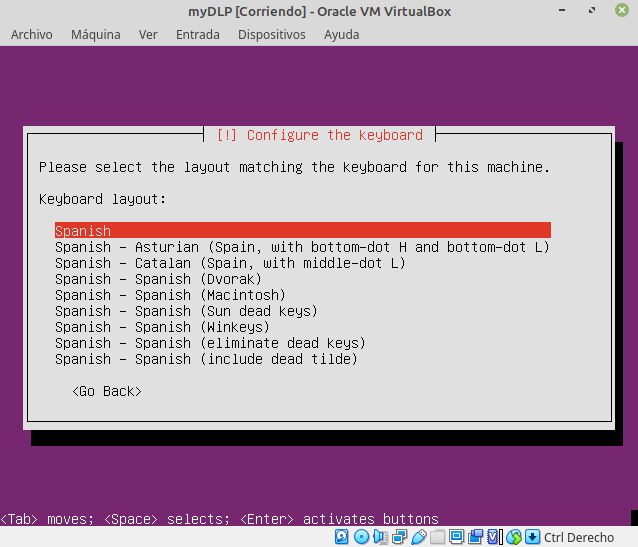 myDLP [Corriendo] - Oracle VM VirtualBox
Archivo Máquina Ver Entrada Dispositivos Ayuda
[!] Configure the keyboard
Please select the layout matching the keyboard for this machine.
Keyboard layout:
Spanish
Spanish - Asturian (Spain, with bottom-dot H and bottom-dot L)
Spanish - Catalan (Spain, with middle-dot L)
Spanish - Spanish (Dvorak)
Spanish - Spanish (Macintosh)
Spanish - Spanish (Sun dead keys)
Spanish - Spanish (Winkeys)
Spanish - Spanish (eliminate dead keys)
Spanish - Spanish (include dead tilde)
<Go Back>
<Tab> moves; <Space> selects; <Enter> activates buttons
Ctrl Derecho